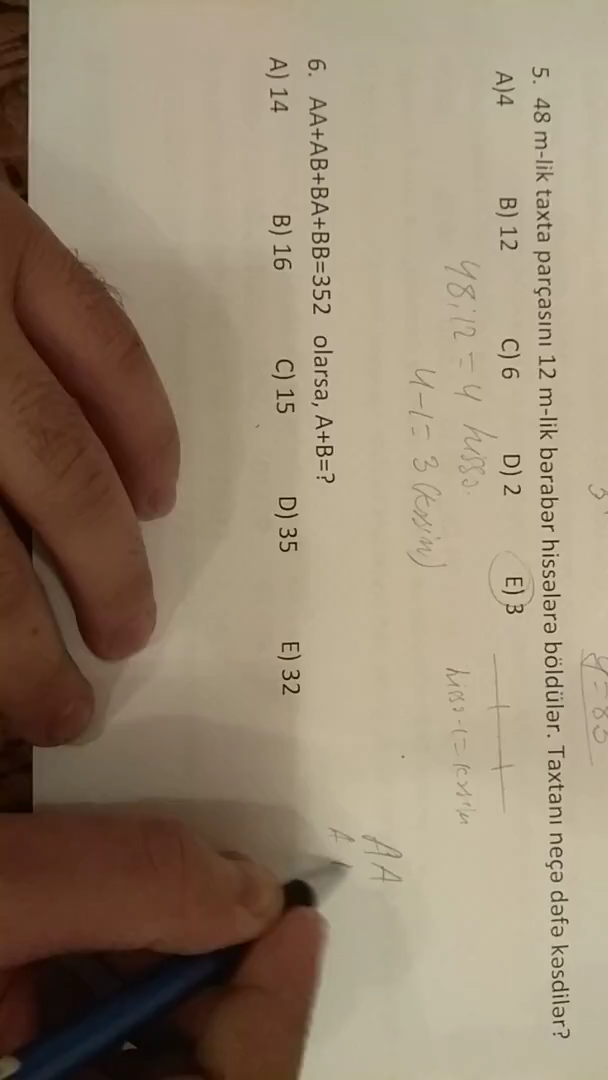 y = 83
5. 48 m-lik taxta parçasını 12 m-lik bərabər hissələrə böldülər. Taxtanı neçə dəfə kəsdilər?
A)4 B) 12 C) 6 D) 2 E) 3
48:12 = 4 hissə.
4-1 = 3 (kəsim)
hissə-1=kəsim
6. AA+AB+BA+BB=352 olarsa, A+B=?
A) 14 B) 16 C) 15 D) 35 E) 32
AA
A